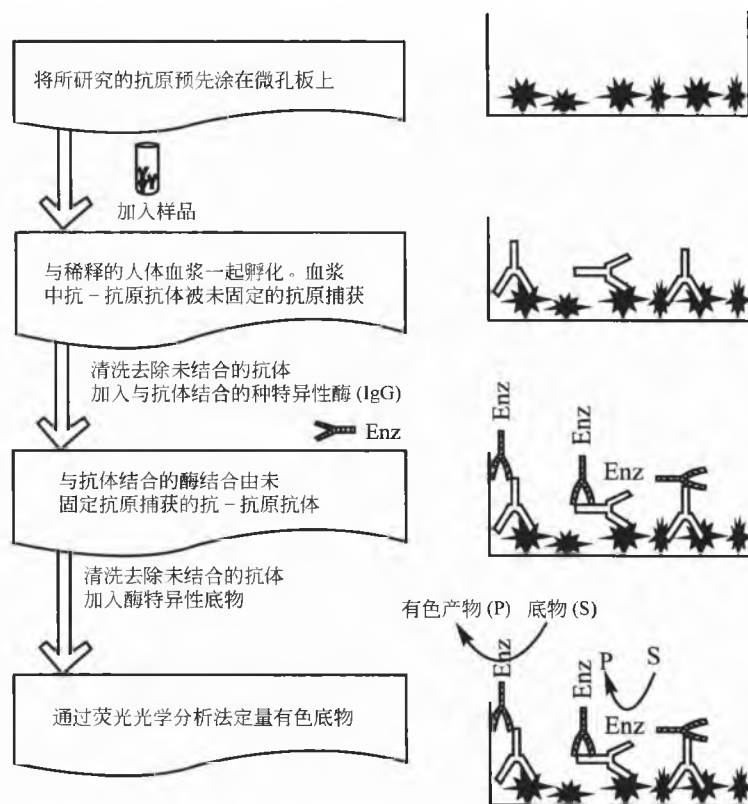 将所研究的抗原预先涂在微孔板上
加入样品
与稀释的人体血浆一起孵化。血浆
中抗－抗原抗体被未固定的抗原捕获
清洗去除未结合的抗体
加入与抗体结合的种特异性酶 (IgG)
Enz
Enz
Enz
Enz
与抗体结合的酶结合由未
固定抗原捕获的抗－抗原抗体
清洗去除未结合的抗体
加入酶特异性底物
有色产物 (P) 底物 (S)
Enz
Enz
P
S
Enz
通过荧光光学分析法定量有色底物